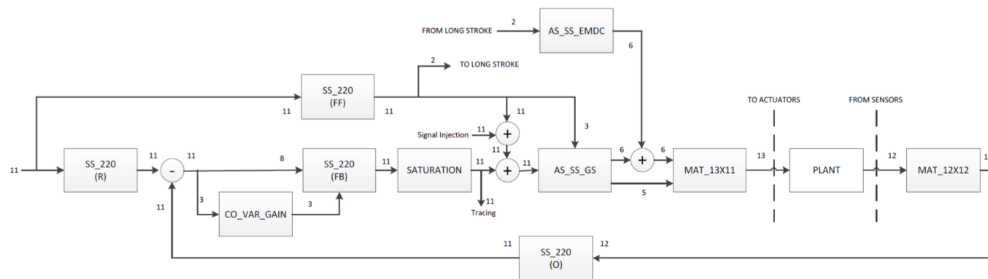 2
FROM LONG STROKE
AS_SS_EMDC
6
2
TO LONG STROKE
SS_220
(FF)
11
11
11
3
TO ACTUATORS
FROM SENSORS
Signal Injection
11
+
11
11
SS_220
(R)
11
-
11
8
SS_220
(FB)
11
SATURATION
11
+
11
AS_SS_GS
6
+
6
MAT_13X11
13
PLANT
12
MAT_12X12
11
3
CO_VAR_GAIN
3
11
Tracing
5
11
SS_220
(O)
12